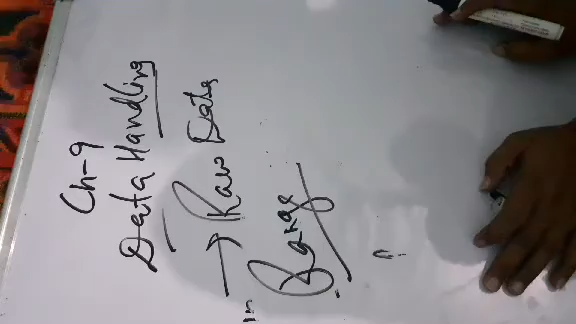 Ch-9
Data Handling
→ Raw Data
Range